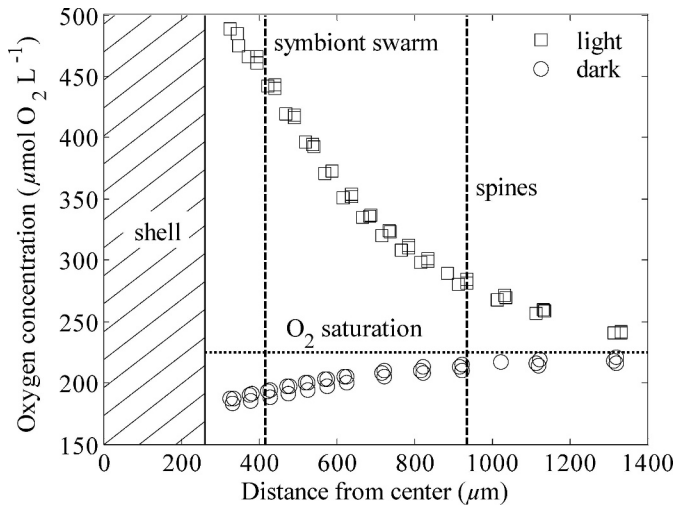 500
450
400
350
300
250
200
150
Oxygen concentration (µmol O₂ L⁻¹)
symbiont swarm
light
dark
spines
shell
O₂ saturation
0 200 400 600 800 1000 1200 1400
Distance from center (µm)